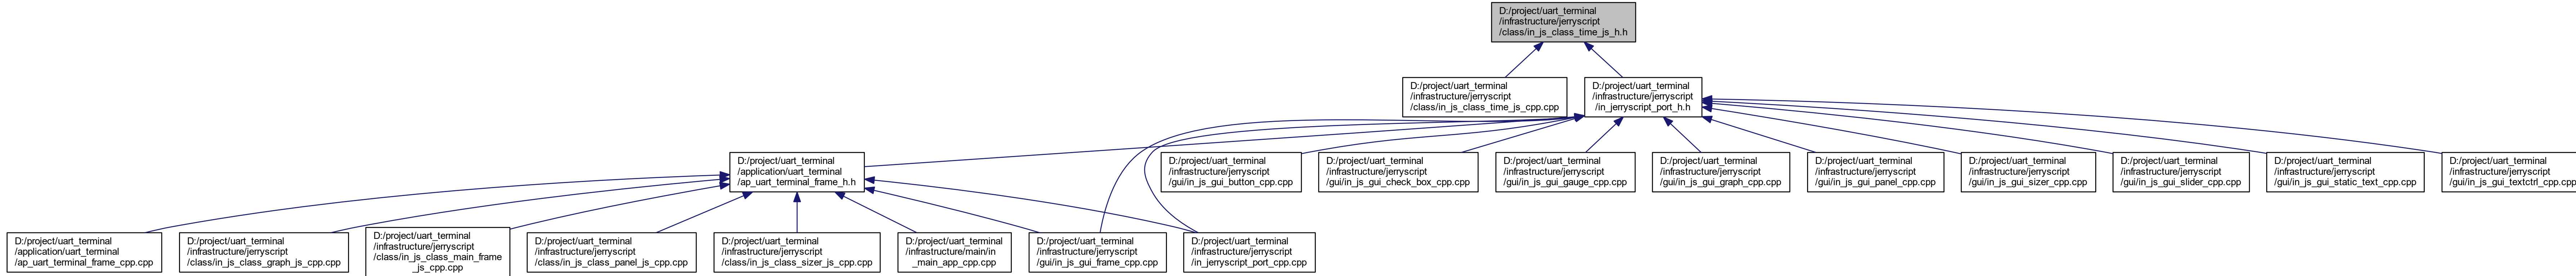 D:/project/uart_terminal
/infrastructure/jerryscript
/class/in_js_class_time_js_h.h
D:/project/uart_terminal
/infrastructure/jerryscript
/class/in_js_class_time_js_cpp.cpp
D:/project/uart_terminal
/infrastructure/jerryscript
/in_jerryscript_port_h.h
D:/project/uart_terminal
/application/uart_terminal
/ap_uart_terminal_frame_h.h
D:/project/uart_terminal
/infrastructure/jerryscript
/gui/in_js_gui_button_cpp.cpp
D:/project/uart_terminal
/infrastructure/jerryscript
/gui/in_js_gui_check_box_cpp.cpp
D:/project/uart_terminal
/infrastructure/jerryscript
/gui/in_js_gui_gauge_cpp.cpp
D:/project/uart_terminal
/infrastructure/jerryscript
/gui/in_js_gui_graph_cpp.cpp
D:/project/uart_terminal
/infrastructure/jerryscript
/gui/in_js_gui_panel_cpp.cpp
D:/project/uart_terminal
/infrastructure/jerryscript
/gui/in_js_gui_sizer_cpp.cpp
D:/project/uart_terminal
/infrastructure/jerryscript
/gui/in_js_gui_slider_cpp.cpp
D:/project/uart_terminal
/infrastructure/jerryscript
/gui/in_js_gui_static_text_cpp.cpp
D:/project/uart_terminal
/infrastructure/jerryscript
/gui/in_js_gui_textctrl_cpp.cpp
D:/project/uart_terminal
/application/uart_terminal
/ap_uart_terminal_frame_cpp.cpp
D:/project/uart_terminal
/infrastructure/jerryscript
/class/in_js_class_graph_js_cpp.cpp
D:/project/uart_terminal
/infrastructure/jerryscript
/class/in_js_class_main_frame
_js_cpp.cpp
D:/project/uart_terminal
/infrastructure/jerryscript
/class/in_js_class_panel_js_cpp.cpp
D:/project/uart_terminal
/infrastructure/jerryscript
/class/in_js_class_sizer_js_cpp.cpp
D:/project/uart_terminal
/infrastructure/main/in
_main_app_cpp.cpp
D:/project/uart_terminal
/infrastructure/jerryscript
/gui/in_js_gui_frame_cpp.cpp
D:/project/uart_terminal
/infrastructure/jerryscript
/in_jerryscript_port_cpp.cpp